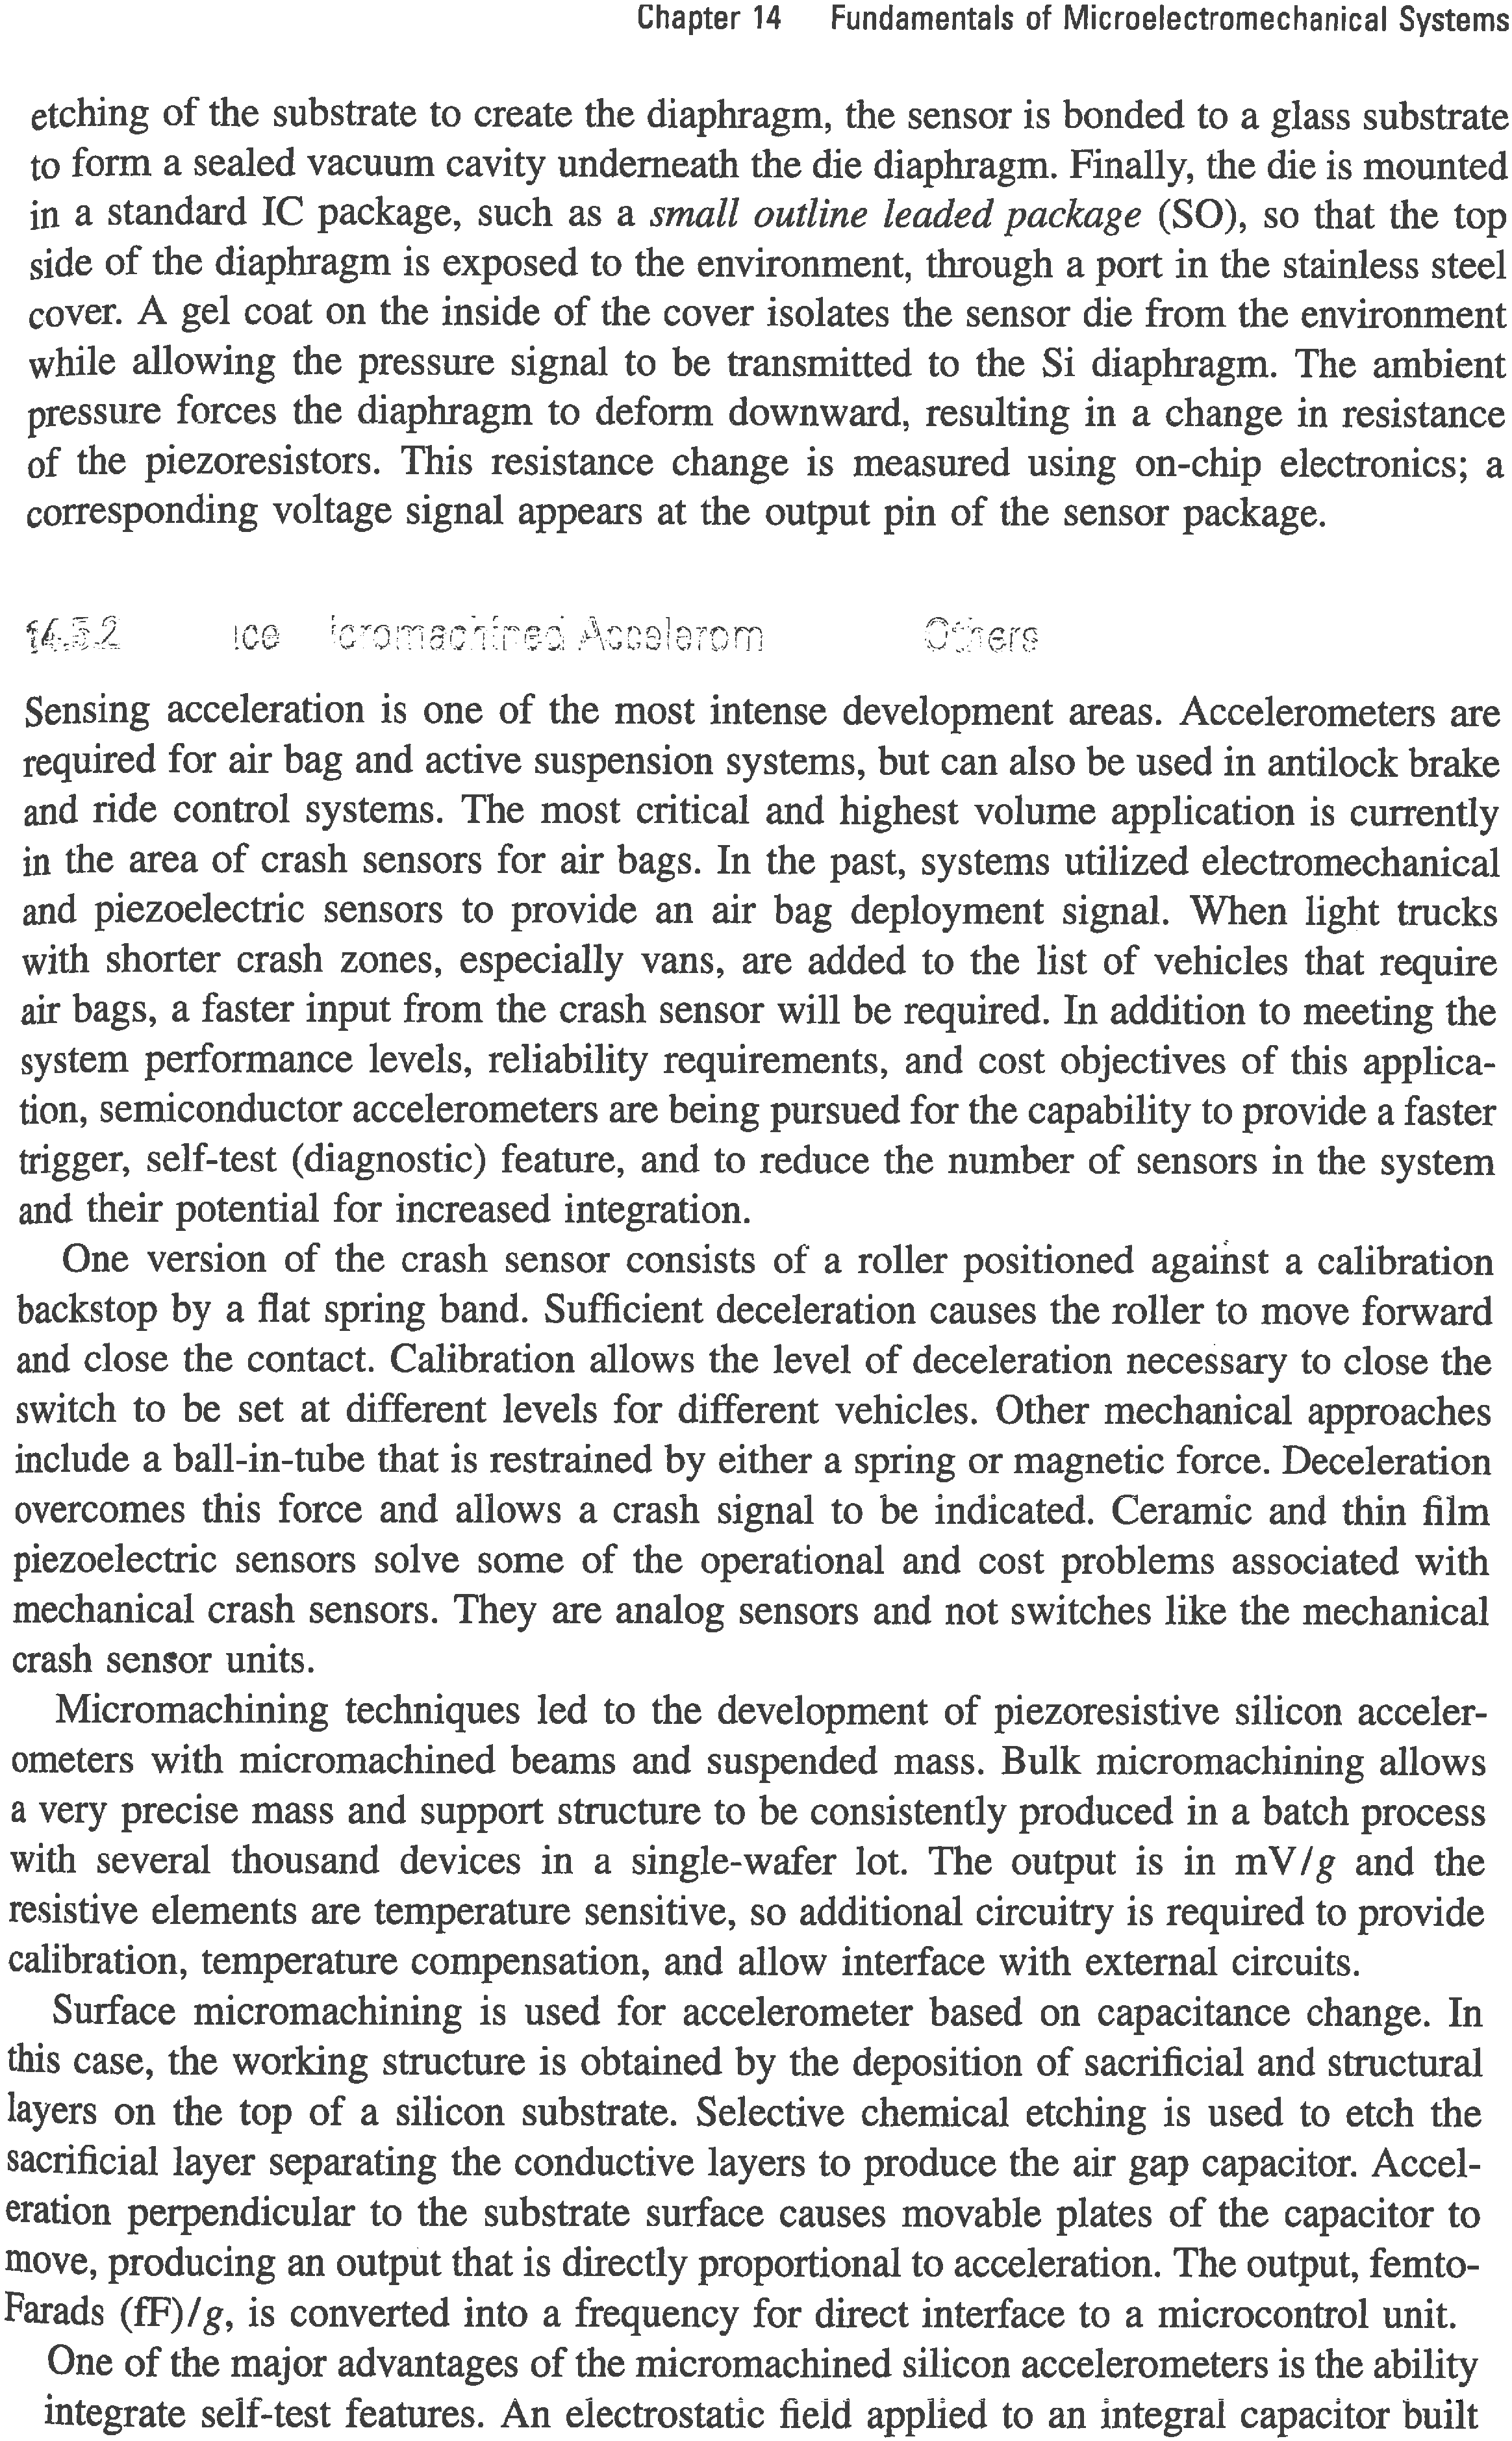 Chapter 14 Fundamentals of Microelectromechanical Systems
etching of the substrate to create the diaphragm, the sensor is bonded to a glass substrate
to form a sealed vacuum cavity underneath the die diaphragm. Finally, the die is mounted
in a standard IC package, such as a small outline leaded package (SO), so that the top
side of the diaphragm is exposed to the environment, through a port in the stainless steel
cover. A gel coat on the inside of the cover isolates the sensor die from the environment
while allowing the pressure signal to be transmitted to the Si diaphragm. The ambient
pressure forces the diaphragm to deform downward, resulting in a change in resistance
of the piezoresistors. This resistance change is measured using on-chip electronics; a
corresponding voltage signal appears at the output pin of the sensor package.
14.5.2 Others
Sensing acceleration is one of the most intense development areas. Accelerometers are
required for air bag and active suspension systems, but can also be used in antilock brake
and ride control systems. The most critical and highest volume application is currently
in the area of crash sensors for air bags. In the past, systems utilized electromechanical
and piezoelectric sensors to provide an air bag deployment signal. When light trucks
with shorter crash zones, especially vans, are added to the list of vehicles that require
air bags, a faster input from the crash sensor will be required. In addition to meeting the
system performance levels, reliability requirements, and cost objectives of this applica-
tion, semiconductor accelerometers are being pursued for the capability to provide a faster
trigger, self-test (diagnostic) feature, and to reduce the number of sensors in the system
and their potential for increased integration.
One version of the crash sensor consists of a roller positioned against a calibration
backstop by a flat spring band. Sufficient deceleration causes the roller to move forward
and close the contact. Calibration allows the level of deceleration necessary to close the
switch to be set at different levels for different vehicles. Other mechanical approaches
include a ball-in-tube that is restrained by either a spring or magnetic force. Deceleration
overcomes this force and allows a crash signal to be indicated. Ceramic and thin film
piezoelectric sensors solve some of the operational and cost problems associated with
mechanical crash sensors. They are analog sensors and not switches like the mechanical
crash sensor units.
Micromachining techniques led to the development of piezoresistive silicon acceler-
ometers with micromachined beams and suspended mass. Bulk micromachining allows
a very precise mass and support structure to be consistently produced in a batch process
with several thousand devices in a single-wafer lot. The output is in mV/g and the
resistive elements are temperature sensitive, so additional circuitry is required to provide
calibration, temperature compensation, and allow interface with external circuits.
Surface micromachining is used for accelerometer based on capacitance change. In
this case, the working structure is obtained by the deposition of sacrificial and structural
layers on the top of a silicon substrate. Selective chemical etching is used to etch the
sacrificial layer separating the conductive layers to produce the air gap capacitor. Accel-
eration perpendicular to the substrate surface causes movable plates of the capacitor to
move, producing an output that is directly proportional to acceleration. The output, femto-
Farads (fF)/g, is converted into a frequency for direct interface to a microcontrol unit.
One of the major advantages of the micromachined silicon accelerometers is the ability
integrate self-test features. An electrostatic field applied to an integral capacitor built